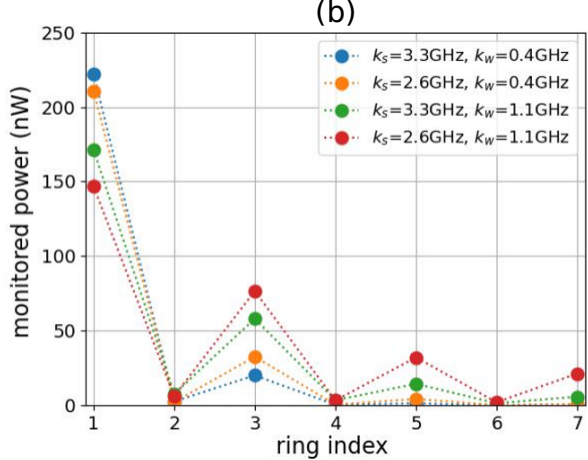 (b)
250
200
150
100
50
0
monitored power (nW)
k_s=3.3GHz, k_w=0.4GHz
k_s=2.6GHz, k_w=0.4GHz
k_s=3.3GHz, k_w=1.1GHz
k_s=2.6GHz, k_w=1.1GHz
1 2 3 4 5 6 7
ring index